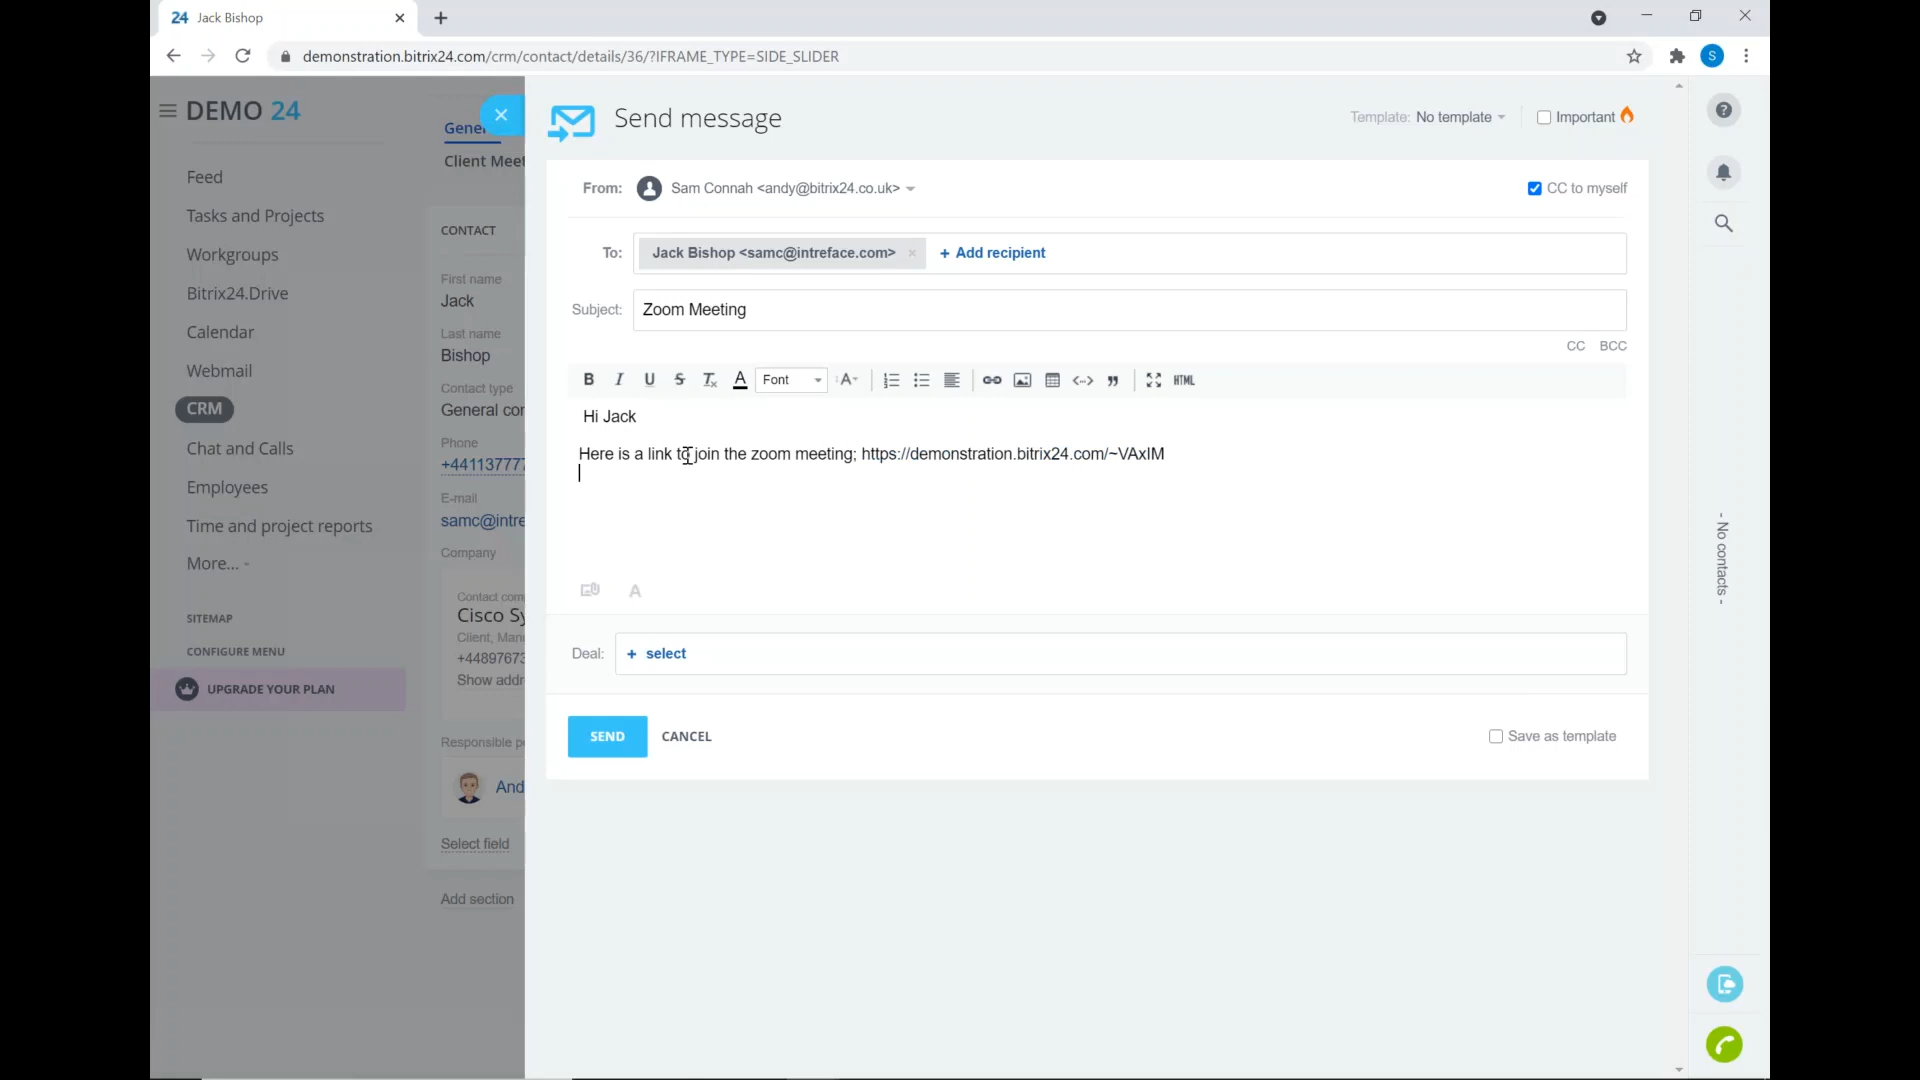 24 Jack Bishop
demonstration.bitrix24.com/crm/contact/details/36/?IFRAME_TYPE=SIDE_SLIDER
S
DEMO 24
Feed
Tasks and Projects
Workgroups
Bitrix24.Drive
Calendar
Webmail
CRM
Chat and Calls
Employees
Time and project reports
More... -
SITEMAP
CONFIGURE MENU
UPGRADE YOUR PLAN
Gene
Client Meet
CONTACT
First name
Jack
Last name
Bishop
Contact type
General con
Phone
+441137777
E-mail
samc@intre
Company
Contact com
Cisco Sy
Client, Manu
+44897673
Show addr
Responsible pe
And
Select field
Add section
Send message
Template: No template
Important
From: Sam Connah <andy@bitrix24.co.uk>
CC to myself
To: Jack Bishop <samc@intreface.com> × + Add recipient
Subject: Zoom Meeting
CC BCC
B I U S Tx A Font A HTML
Hi Jack
Here is a link to join the zoom meeting; https://demonstration.bitrix24.com/~VAxIM
A
Deal: + select
SEND CANCEL
Save as template
?
- No contacts -